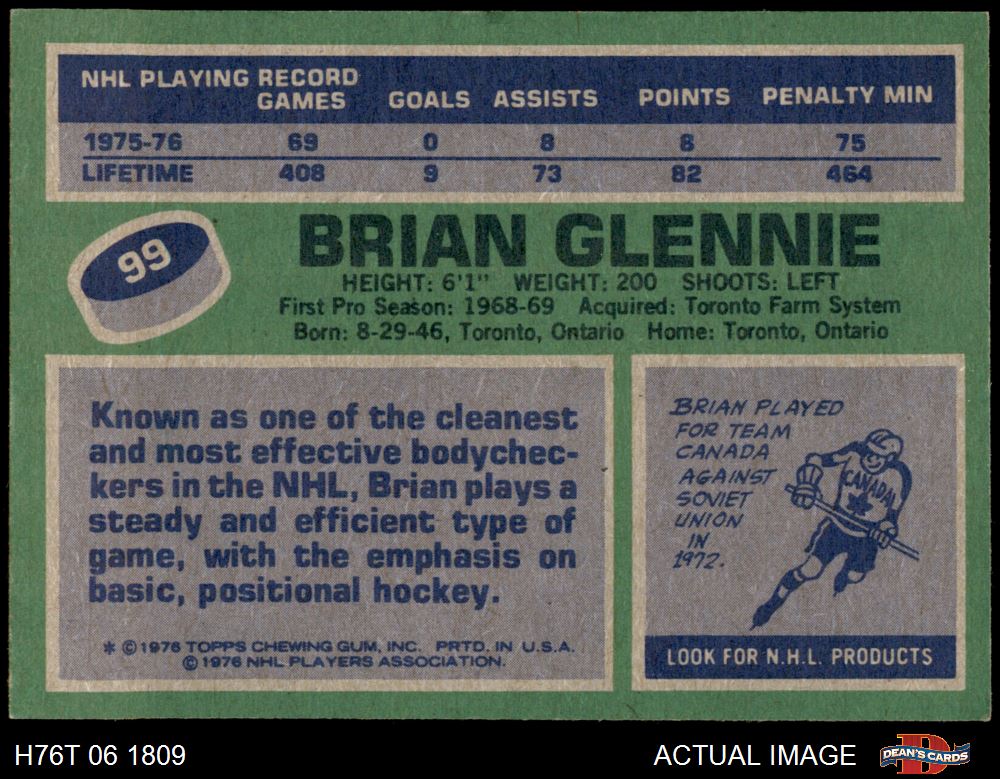 NHL PLAYING RECORD
GAMES GOALS ASSISTS POINTS PENALTY MIN
1975-76 69 0 8 8 75
LIFETIME 408 9 73 82 464
99
BRIAN GLENNIE
HEIGHT: 6'1" WEIGHT: 200 SHOOTS: LEFT
First Pro Season: 1968-69 Acquired: Toronto Farm System
Born: 8-29-46, Toronto, Ontario Home: Toronto, Ontario
Known as one of the cleanest
and most effective bodychec-
kers in the NHL, Brian plays a
steady and efficient type of
game, with the emphasis on
basic, positional hockey.
* © 1976 TOPPS CHEWING GUM, INC. PRTD. IN U.S.A.
© 1976 NHL PLAYERS ASSOCIATION.
BRIAN PLAYED
FOR TEAM
CANADA
AGAINST
SOVIET
UNION
IN
1972.
CANADA
LOOK FOR N.H.L. PRODUCTS
H76T 06 1809
ACTUAL IMAGE
D
DEAN'S CARDS